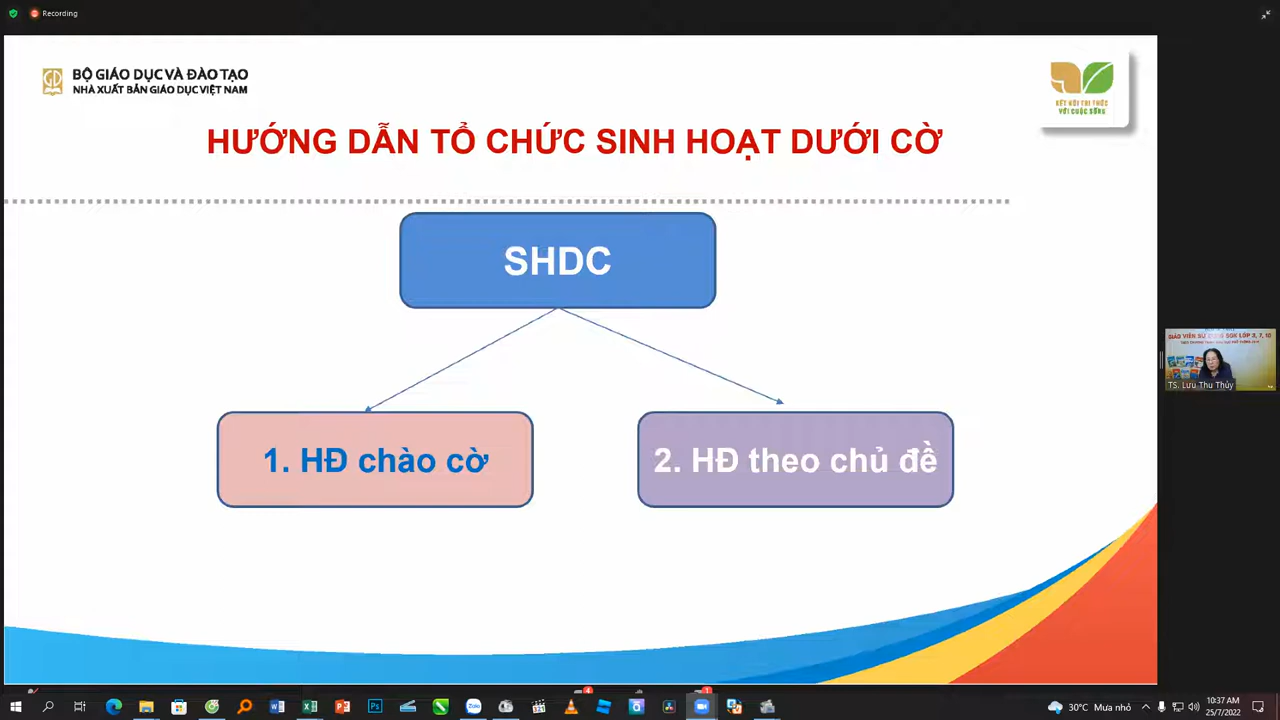 Recording
BỘ GIÁO DỤC VÀ ĐÀO TẠO
NHÀ XUẤT BẢN GIÁO DỤC VIỆT NAM
KẾT NỐI TRI THỨC
VỚI CUỘC SỐNG
HƯỚNG DẪN TỔ CHỨC SINH HOẠT DƯỚI CỜ
SHDC
1. HĐ chào cờ
2. HĐ theo chủ đề
TS. Lưu Thu Thủy
30°C Mưa nhỏ
10:37 AM
25/7/2022